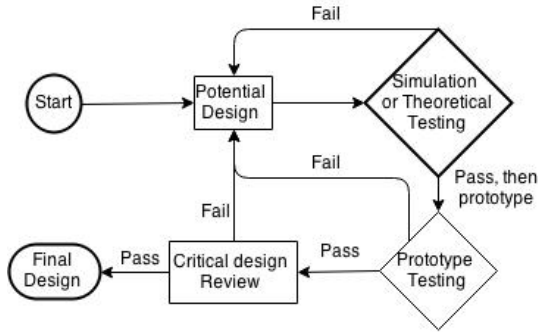 Fail
Start
Potential
Design
Simulation
or Theoretical
Testing
Pass, then
prototype
Fail
Fail
Prototype
Testing
Pass
Critical design
Review
Pass
Final
Design